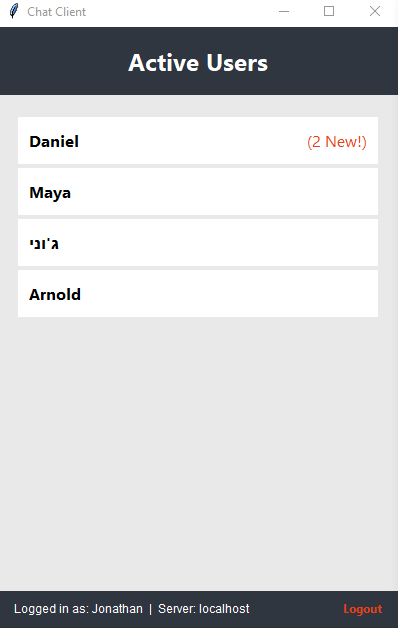 Chat Client
Active Users
Daniel (2 New!)
Maya
ג'וני
Arnold
Logged in as: Jonathan | Server: localhost Logout